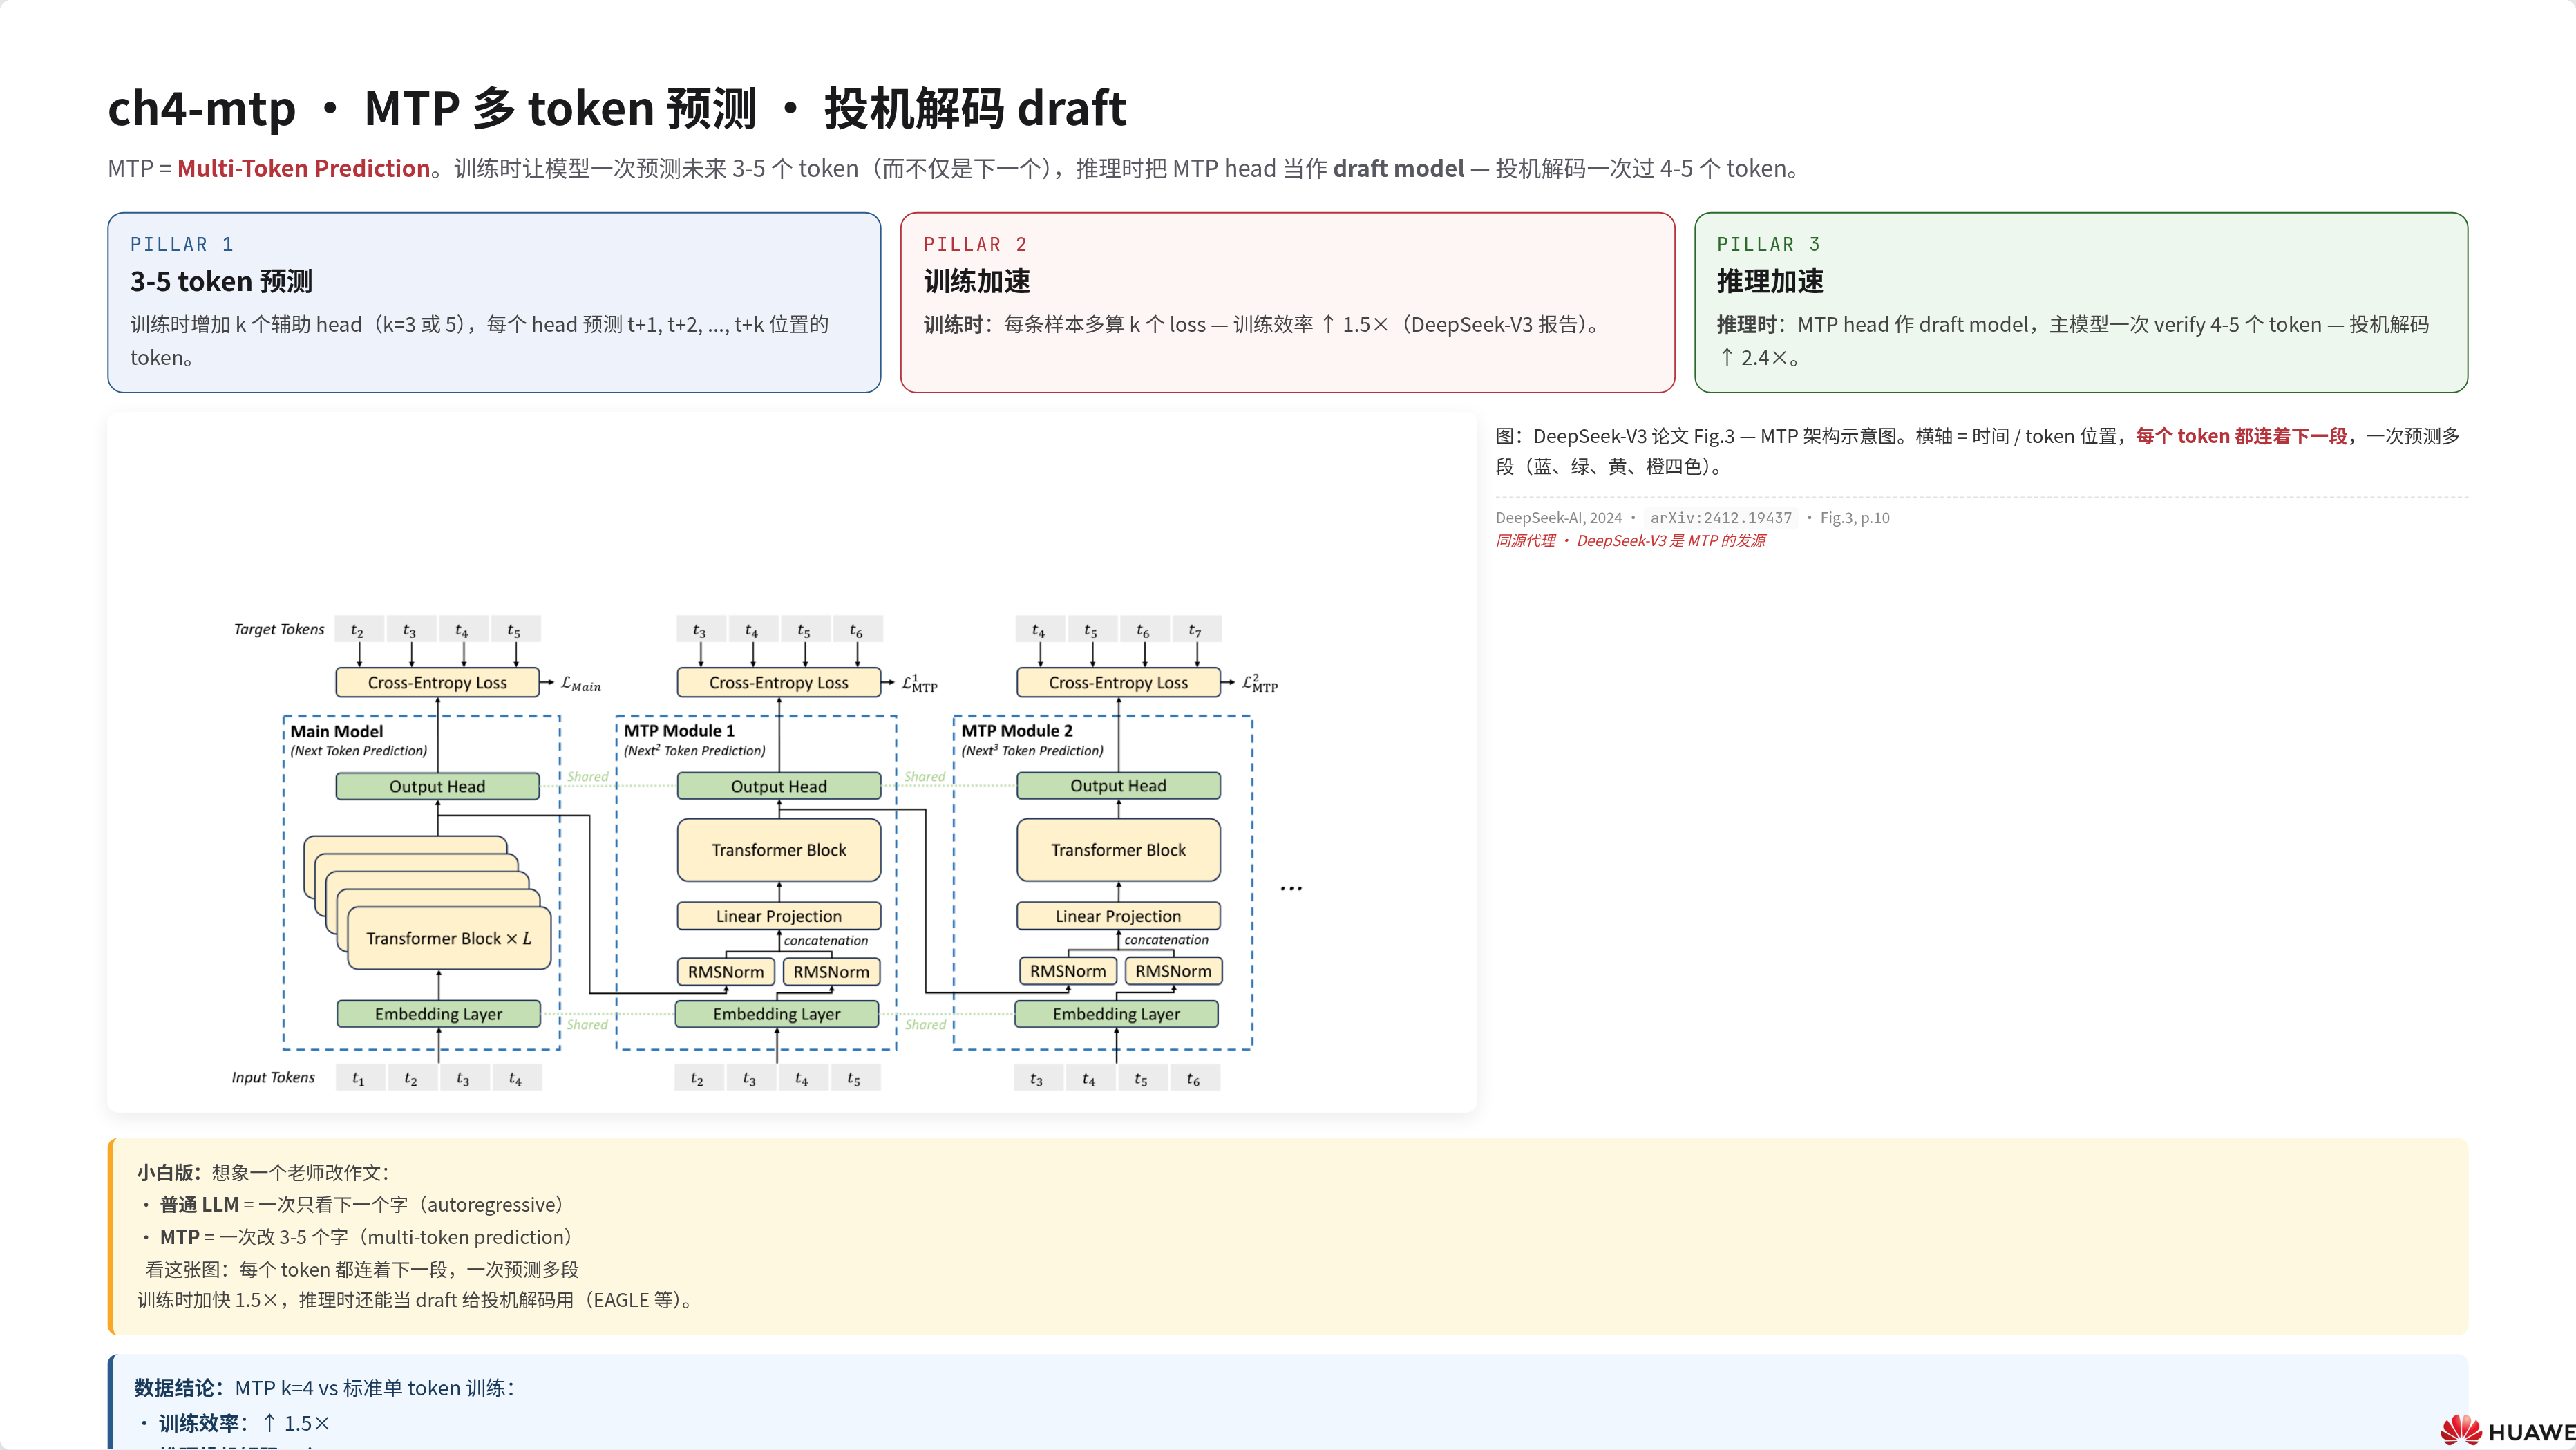 ch4-mtp · MTP 多 token 预测 · 投机解码 draft
MTP = Multi-Token Prediction。训练时让模型一次预测未来 3-5 个 token（而不仅是下一个），推理时把 MTP head 当作 draft model — 投机解码一次过 4-5 个 token。
PILLAR 1
3-5 token 预测
训练时增加 k 个辅助 head（k=3 或 5），每个 head 预测 t+1, t+2, ..., t+k 位置的
token。
PILLAR 2
训练加速
训练时：每条样本多算 k 个 loss — 训练效率 ↑ 1.5×（DeepSeek-V3 报告）。
PILLAR 3
推理加速
推理时：MTP head 作 draft model，主模型一次 verify 4-5 个 token — 投机解码
↑ 2.4×。
Target Tokens t2 t3 t4 t5 t3 t4 t5 t6 t4 t5 t6 t7
Cross-Entropy Loss ℒMain Cross-Entropy Loss ℒ¹MTP Cross-Entropy Loss ℒ²MTP
Main Model MTP Module 1 MTP Module 2
(Next Token Prediction) (Next² Token Prediction) (Next³ Token Prediction)
Output Head Shared Output Head Shared Output Head
Transformer Block Transformer Block
Transformer Block × L Linear Projection Linear Projection ...
concatenation concatenation
RMSNorm RMSNorm RMSNorm RMSNorm
Embedding Layer Shared Embedding Layer Shared Embedding Layer
Input Tokens t1 t2 t3 t4 t2 t3 t4 t5 t3 t4 t5 t6
图：DeepSeek-V3 论文 Fig.3 — MTP 架构示意图。横轴 = 时间 / token 位置，每个 token 都连着下一段，一次预测多
段（蓝、绿、黄、橙四色）。
DeepSeek-AI, 2024 · arXiv:2412.19437 · Fig.3, p.10
同源代理 · DeepSeek-V3 是 MTP 的发源
小白版：想象一个老师改作文：
· 普通 LLM = 一次只看下一个字（autoregressive）
· MTP = 一次改 3-5 个字（multi-token prediction）
看这张图：每个 token 都连着下一段，一次预测多段
训练时加快 1.5×，推理时还能当 draft 给投机解码用（EAGLE 等）。
数据结论：MTP k=4 vs 标准单 token 训练：
· 训练效率：↑ 1.5×
HUAWE